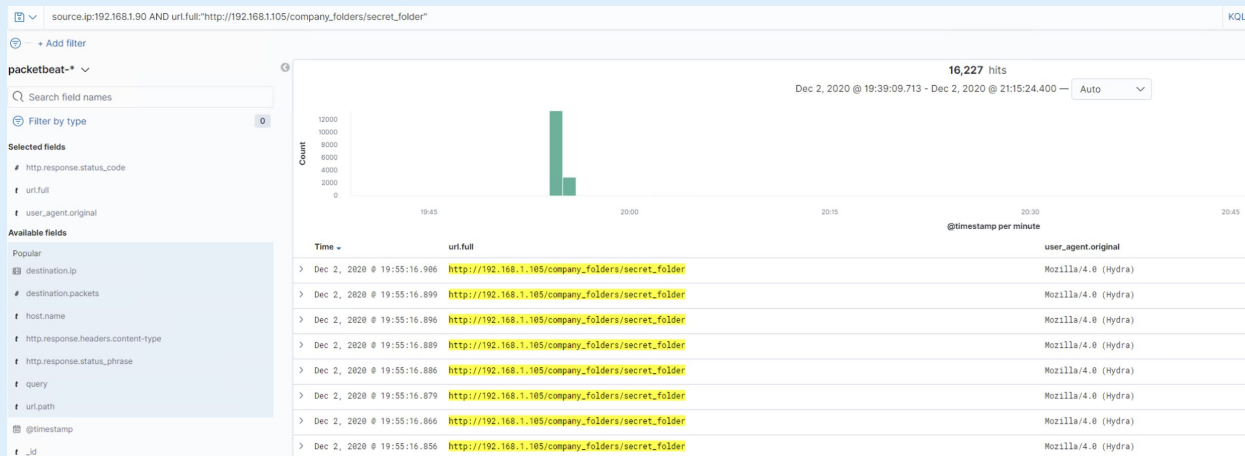 source.ip:192.168.1.90 AND url.full:"http://192.168.1.105/company_folders/secret_folder"
KQL
+ Add filter
packetbeat-*
Search field names
Filter by type 0
Selected fields
# http.response.status_code
t url.full
t user_agent.original
Available fields
Popular
destination.ip
# destination.packets
t host.name
t http.response.headers.content-type
t http.response.status_phrase
t query
t url.path
@timestamp
t _id
16,227 hits
Dec 2, 2020 @ 19:39:09.713 - Dec 2, 2020 @ 21:15:24.400 — Auto
Count
12000
10000
8000
6000
4000
2000
0
19:45 20:00 20:15 20:30 20:45
@timestamp per minute
Time url.full user_agent.original
> Dec 2, 2020 @ 19:55:16.906 http://192.168.1.105/company_folders/secret_folder Mozilla/4.0 (Hydra)
> Dec 2, 2020 @ 19:55:16.899 http://192.168.1.105/company_folders/secret_folder Mozilla/4.0 (Hydra)
> Dec 2, 2020 @ 19:55:16.896 http://192.168.1.105/company_folders/secret_folder Mozilla/4.0 (Hydra)
> Dec 2, 2020 @ 19:55:16.889 http://192.168.1.105/company_folders/secret_folder Mozilla/4.0 (Hydra)
> Dec 2, 2020 @ 19:55:16.886 http://192.168.1.105/company_folders/secret_folder Mozilla/4.0 (Hydra)
> Dec 2, 2020 @ 19:55:16.879 http://192.168.1.105/company_folders/secret_folder Mozilla/4.0 (Hydra)
> Dec 2, 2020 @ 19:55:16.866 http://192.168.1.105/company_folders/secret_folder Mozilla/4.0 (Hydra)
> Dec 2, 2020 @ 19:55:16.856 http://192.168.1.105/company_folders/secret_folder Mozilla/4.0 (Hydra)